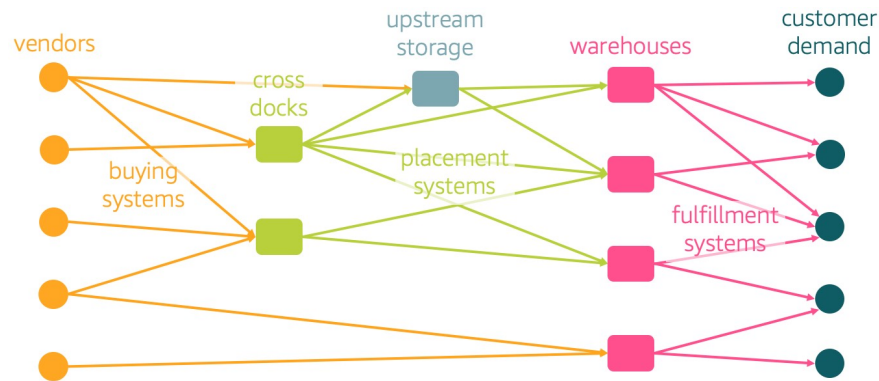 vendors
cross
docks
buying
systems
upstream
storage
placement
systems
warehouses
fulfillment
systems
customer
demand